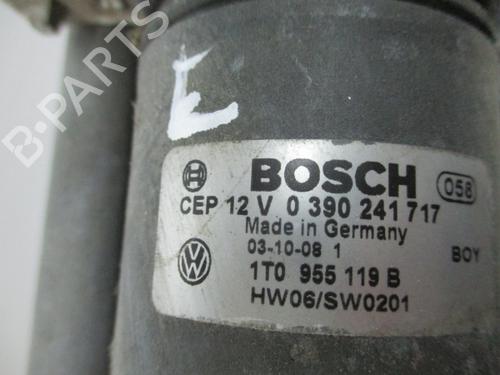 B-PARTS
E
BOSCH 058
CEP 12 V 0 390 241 717
Made in Germany
03-10-08 1 BOY
1T0 955 119 B
HW06/SW0201